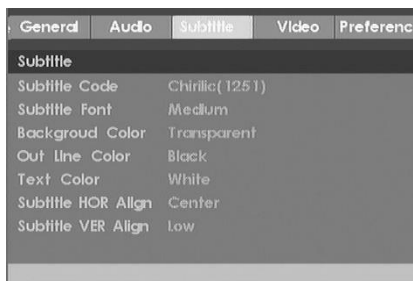 General Audio Subtitle Video Preferenc
Subtitle
Subtitle Code Chirilic(1251)
Subtitle Font Medium
Backgroud Color Transparent
Out Line Color Black
Text Color White
Subtitle HOR Align Center
Subtitle VER Align Low